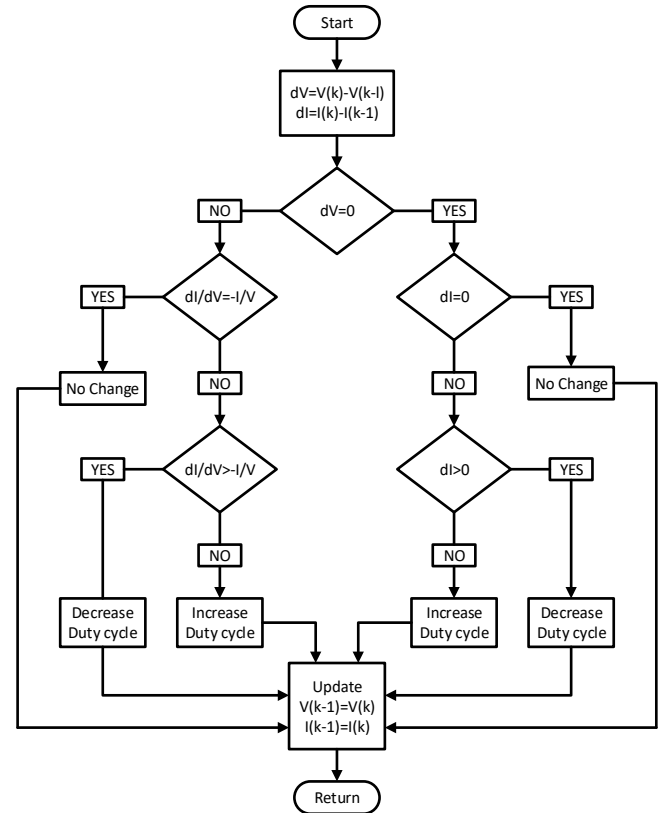 Start
dV=V(k)-V(k-l)
dI=I(k)-I(k-1)
dV=0
NO
YES
dI/dV=-I/V
dI=0
YES
YES
No Change
No Change
NO
NO
dI/dV>-I/V
dI>0
YES
YES
NO
NO
Decrease
Duty cycle
Increase
Duty cycle
Increase
Duty cycle
Decrease
Duty cycle
Update
V(k-1)=V(k)
I(k-1)=I(k)
Return